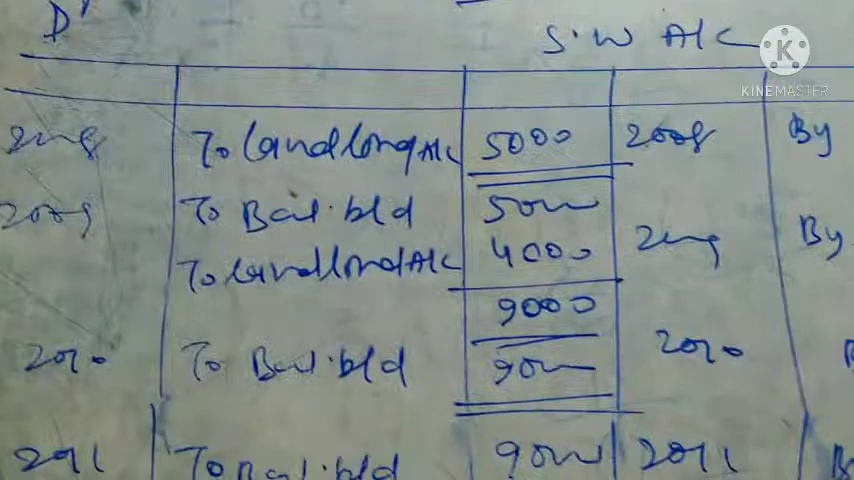 Dr S.W A/C
KINEMASTER
2008 To Landlord A/C 5000 2008 By
2009 To Bal. b/d 5000
To Landlord A/C 4000 2009 By
9000
2010 To Bal. b/d 9000 2010 B
2011 To Bal. b/d 9000 2011 B